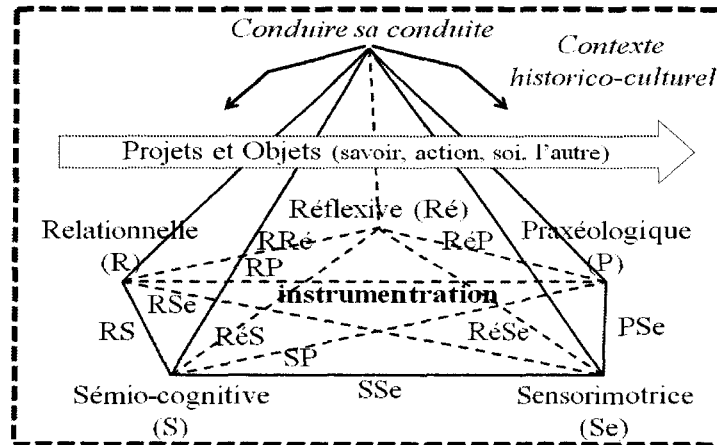 Conduire sa conduite
Contexte
historico-culturel
Projets et Objets (savoir, action, soi. l'autre)
Réflexive (Ré)
Relationnelle
(R)
Praxéologique
(P)
RRé
RéP
RP
RSe
instrumentration
RS
RéS
RéSe
PSe
SP
SSe
Sémio-cognitive
(S)
Sensorimotrice
(Se)